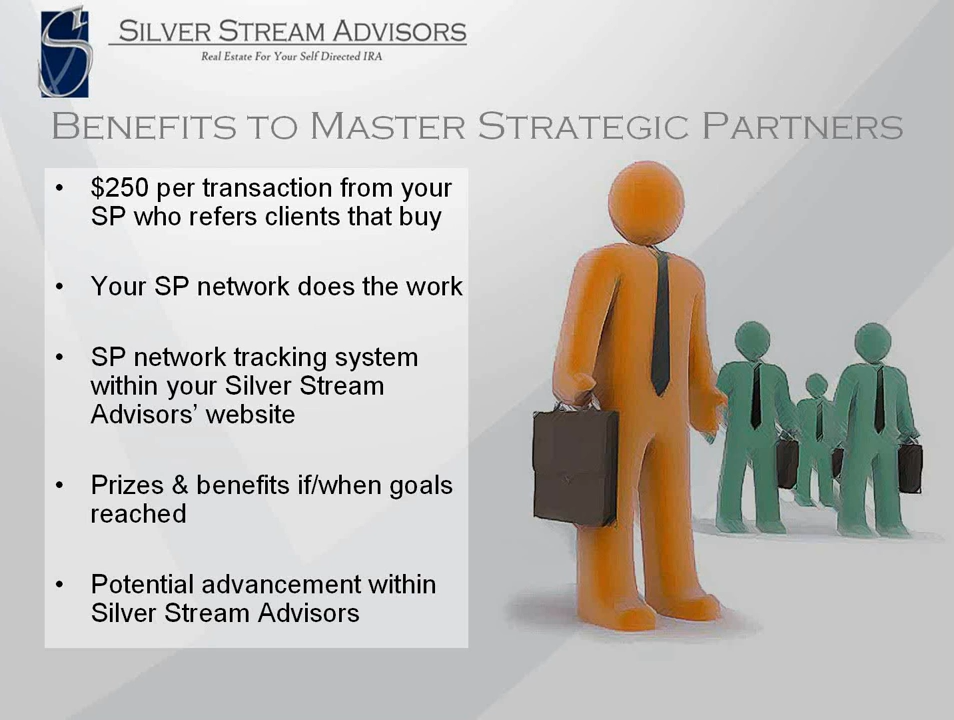 SILVER STREAM ADVISORS
Real Estate For Your Self Directed IRA
BENEFITS TO MASTER STRATEGIC PARTNERS
• $250 per transaction from your
SP who refers clients that buy
• Your SP network does the work
• SP network tracking system
within your Silver Stream
Advisors’ website
• Prizes & benefits if/when goals
reached
• Potential advancement within
Silver Stream Advisors